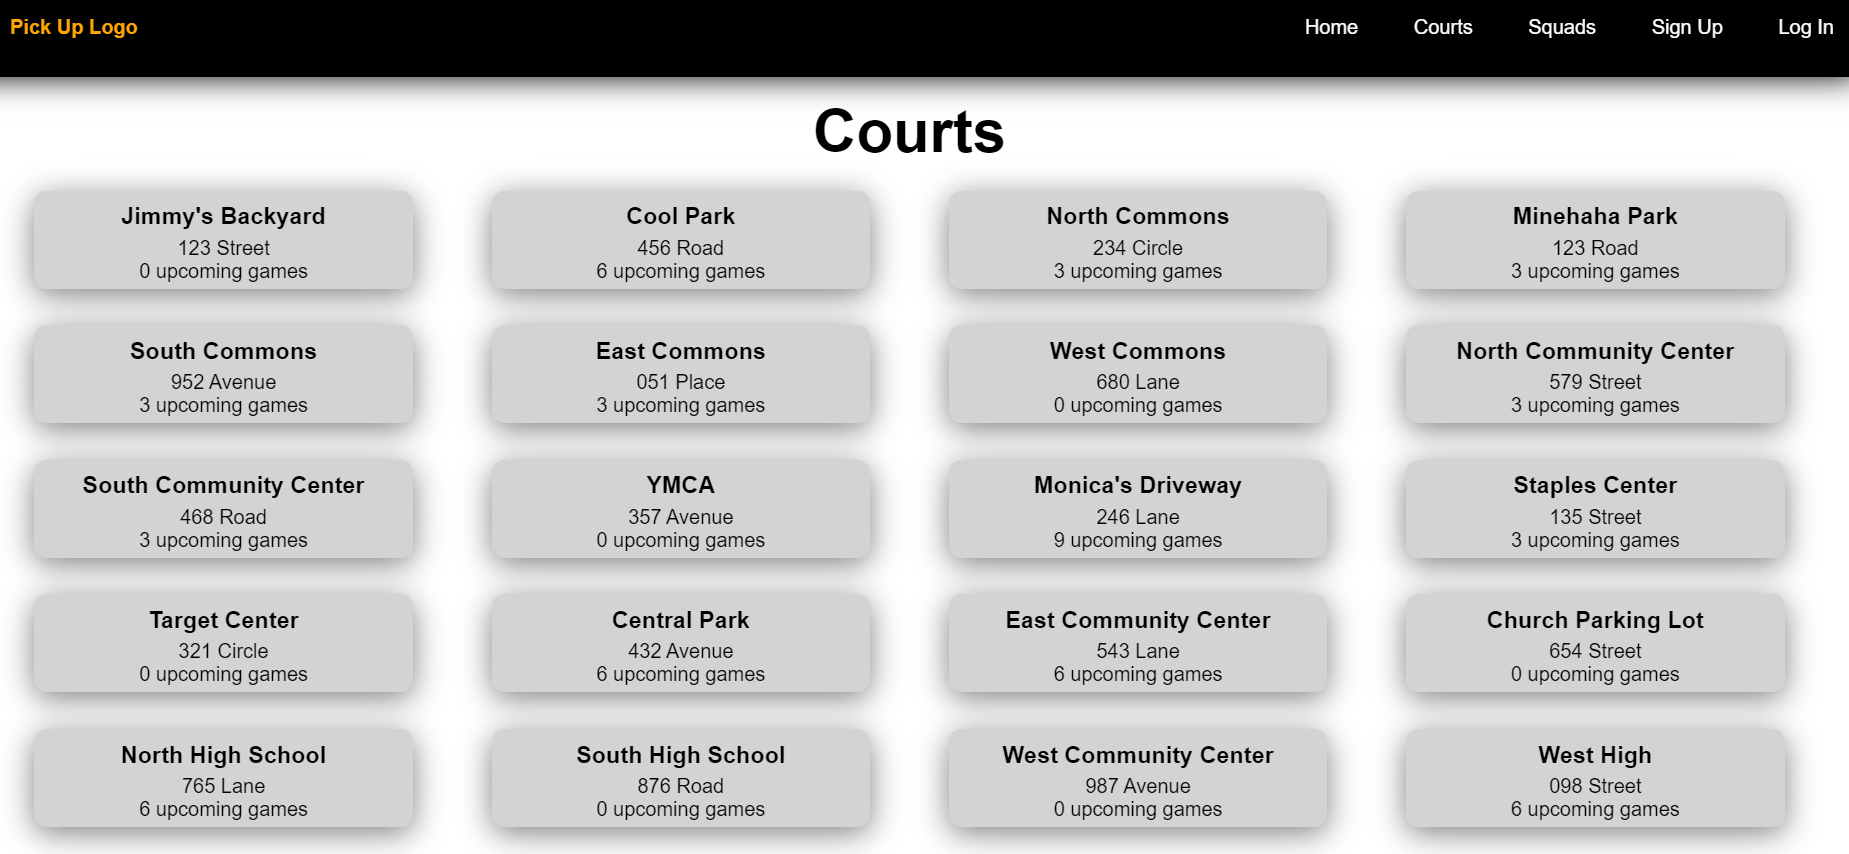 Pick Up Logo
Home Courts Squads Sign Up Log In
Courts
Jimmy's Backyard
123 Street
0 upcoming games
Cool Park
456 Road
6 upcoming games
North Commons
234 Circle
3 upcoming games
Minehaha Park
123 Road
3 upcoming games
South Commons
952 Avenue
3 upcoming games
East Commons
051 Place
3 upcoming games
West Commons
680 Lane
0 upcoming games
North Community Center
579 Street
3 upcoming games
South Community Center
468 Road
3 upcoming games
YMCA
357 Avenue
0 upcoming games
Monica's Driveway
246 Lane
9 upcoming games
Staples Center
135 Street
3 upcoming games
Target Center
321 Circle
0 upcoming games
Central Park
432 Avenue
6 upcoming games
East Community Center
543 Lane
6 upcoming games
Church Parking Lot
654 Street
0 upcoming games
North High School
765 Lane
6 upcoming games
South High School
876 Road
0 upcoming games
West Community Center
987 Avenue
0 upcoming games
West High
098 Street
6 upcoming games